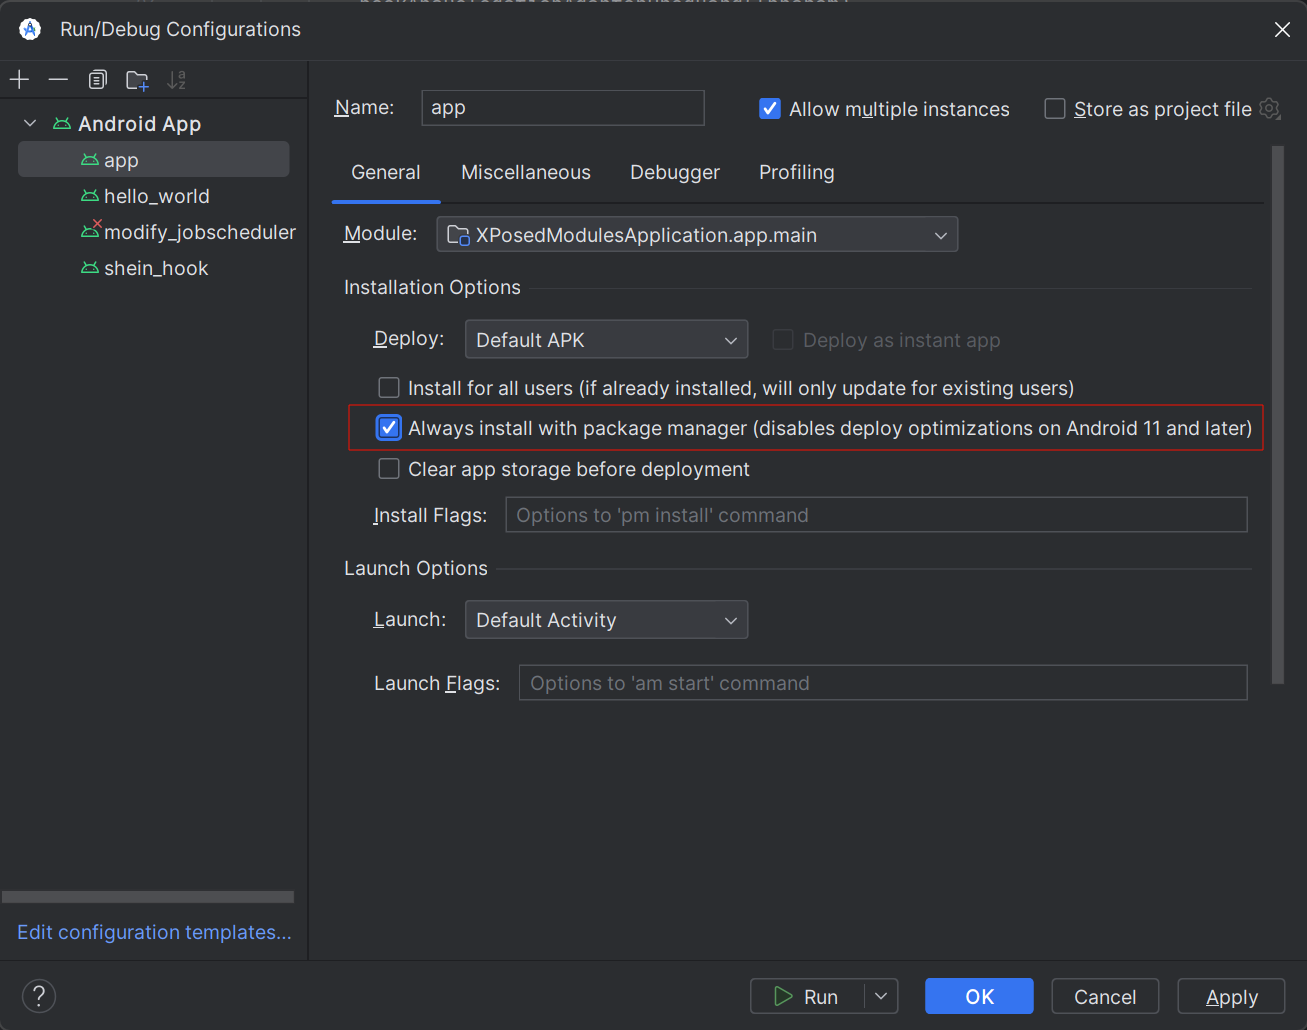 Run/Debug Configurations
Name: app
Allow multiple instances
Store as project file
Android App
app
hello_world
modify_jobscheduler
shein_hook
General Miscellaneous Debugger Profiling
Module: XPosedModulesApplication.app.main
Installation Options
Deploy: Default APK
Deploy as instant app
Install for all users (if already installed, will only update for existing users)
Always install with package manager (disables deploy optimizations on Android 11 and later)
Clear app storage before deployment
Install Flags: Options to 'pm install' command
Launch Options
Launch: Default Activity
Launch Flags: Options to 'am start' command
Edit configuration templates...
? Run OK Cancel Apply